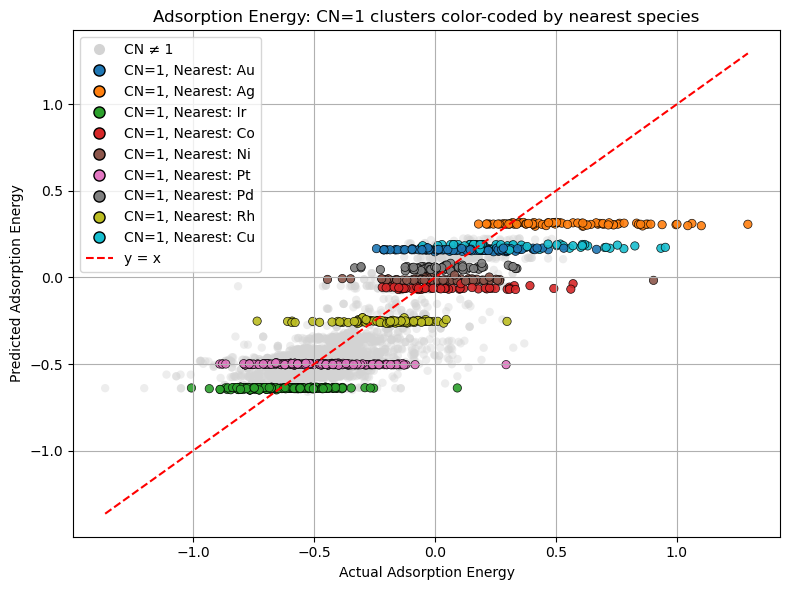 Adsorption Energy: CN=1 clusters color-coded by nearest species
CN ≠ 1
CN=1, Nearest: Au
CN=1, Nearest: Ag
CN=1, Nearest: Ir
CN=1, Nearest: Co
CN=1, Nearest: Ni
CN=1, Nearest: Pt
CN=1, Nearest: Pd
CN=1, Nearest: Rh
CN=1, Nearest: Cu
y = x
Predicted Adsorption Energy
1.0
0.5
0.0
−0.5
−1.0
−1.0
−0.5
0.0
0.5
1.0
Actual Adsorption Energy